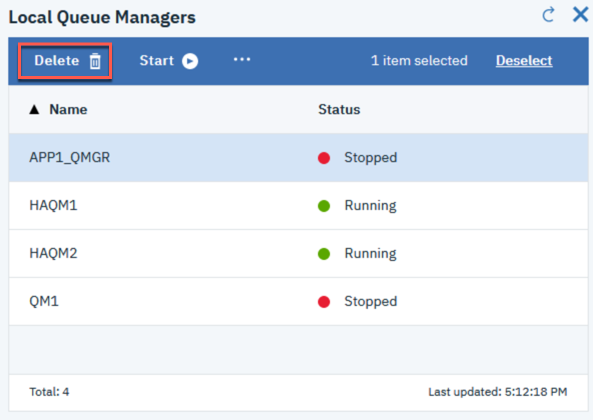 Local Queue Managers
Delete Start ... 1 item selected Deselect
▲ Name Status
APP1_QMGR Stopped
HAQM1 Running
HAQM2 Running
QM1 Stopped
Total: 4 Last updated: 5:12:18 PM